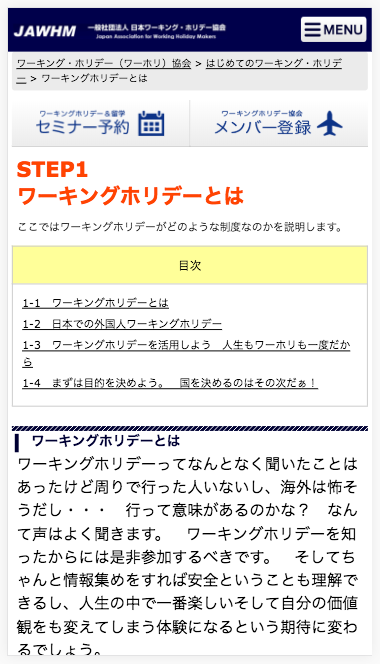 JAWHM 一般社団法人 日本ワーキング・ホリデー協会
Japan Association for Working Holiday Makers
MENU
ワーキング・ホリデー（ワーホリ）協会 > はじめてのワーキング・ホリデ
ー > ワーキングホリデーとは
ワーキングホリデー＆留学
セミナー予約
ワーキングホリデー協会
メンバー登録
STEP1
ワーキングホリデーとは
ここではワーキングホリデーがどのような制度なのかを説明します。
目次
1-1　ワーキングホリデーとは
1-2　日本での外国人ワーキングホリデー
1-3　ワーキングホリデーを活用しよう　人生もワーホリも一度だか
ら
1-4　まずは目的を決めよう。　国を決めるのはその次だぁ！
ワーキングホリデーとは
ワーキングホリデーってなんとなく聞いたことは
あったけど周りで行った人いないし、海外は怖そ
うだし・・・　行って意味があるのかな？　なん
て声はよく聞きます。　ワーキングホリデーを知
ったからには是非参加するべきです。　そしてち
ゃんと情報集めをすれば安全ということも理解で
きるし、人生の中で一番楽しいそして自分の価値
観をも変えてしまう体験になるという期待に変わ
るでしょう。